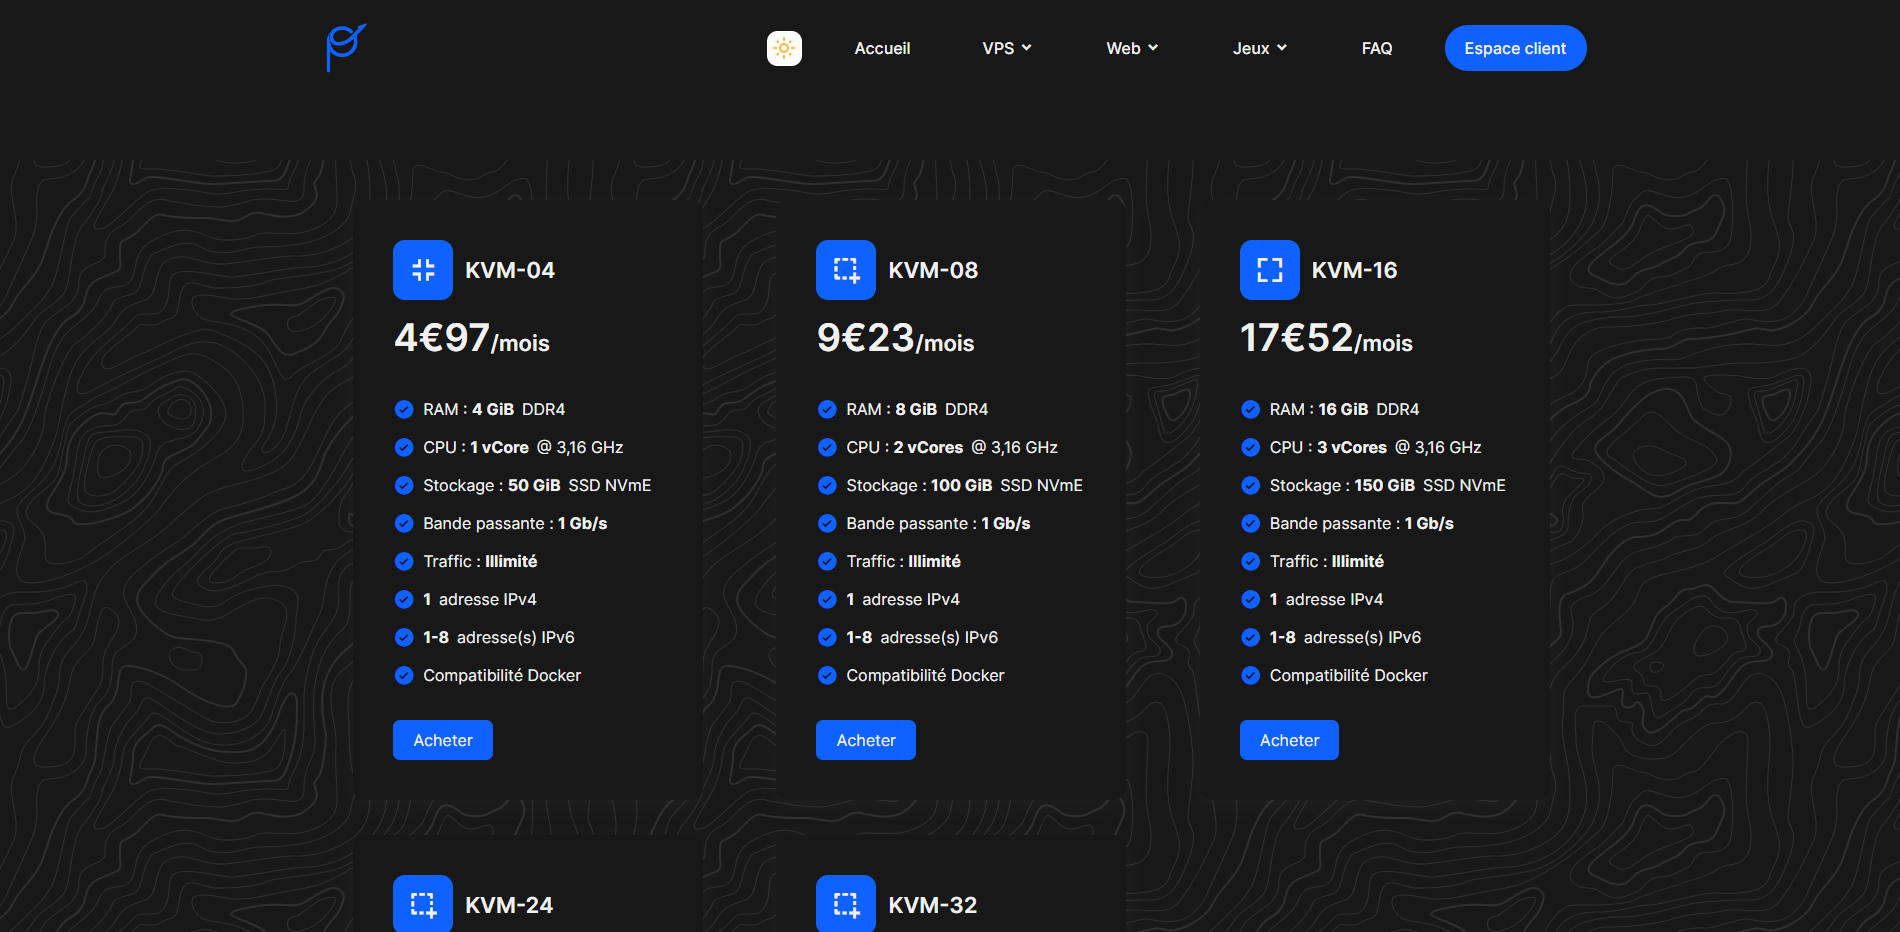 Accueil
VPS
Web
Jeux
FAQ
Espace client
KVM-04
4€97/mois
RAM : 4 GiB DDR4
CPU : 1 vCore @ 3,16 GHz
Stockage : 50 GiB SSD NVMe
Bande passante : 1 Gb/s
Traffic : Illimité
1 adresse IPv4
1-8 adresse(s) IPv6
Compatibilité Docker
Acheter
KVM-08
9€23/mois
RAM : 8 GiB DDR4
CPU : 2 vCores @ 3,16 GHz
Stockage : 100 GiB SSD NVMe
Bande passante : 1 Gb/s
Traffic : Illimité
1 adresse IPv4
1-8 adresse(s) IPv6
Compatibilité Docker
Acheter
KVM-16
17€52/mois
RAM : 16 GiB DDR4
CPU : 3 vCores @ 3,16 GHz
Stockage : 150 GiB SSD NVMe
Bande passante : 1 Gb/s
Traffic : Illimité
1 adresse IPv4
1-8 adresse(s) IPv6
Compatibilité Docker
Acheter
KVM-24
KVM-32